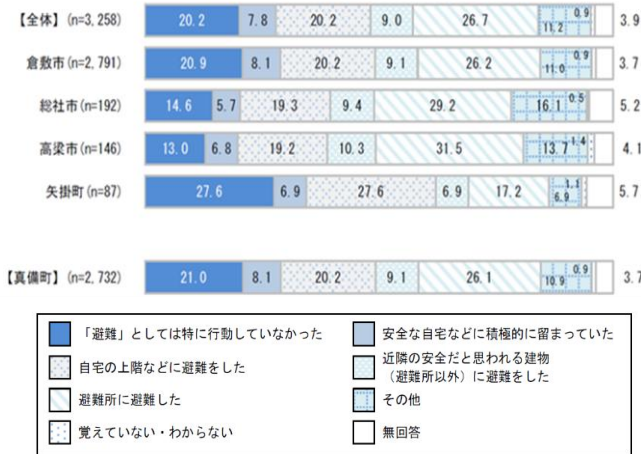 【全体】(n=3,258) 20.2 7.8 20.2 9.0 26.7 11.2 0.9 3.9
倉敷市(n=2,791) 20.9 8.1 20.2 9.1 26.2 11.0 0.9 3.7
総社市(n=192) 14.6 5.7 19.3 9.4 29.2 16.1 0.5 5.2
高梁市(n=146) 13.0 6.8 19.2 10.3 31.5 13.7 1.4 4.1
矢掛町(n=87) 27.6 6.9 27.6 6.9 17.2 6.9 1.1 5.7
【真備町】(n=2,732) 21.0 8.1 20.2 9.1 26.1 10.9 0.9 3.7
「避難」としては特に行動していなかった
安全な自宅などに積極的に留まっていた
自宅の上階などに避難をした
近隣の安全だと思われる建物
（避難所以外）に避難をした
避難所に避難した
その他
覚えていない・わからない
無回答